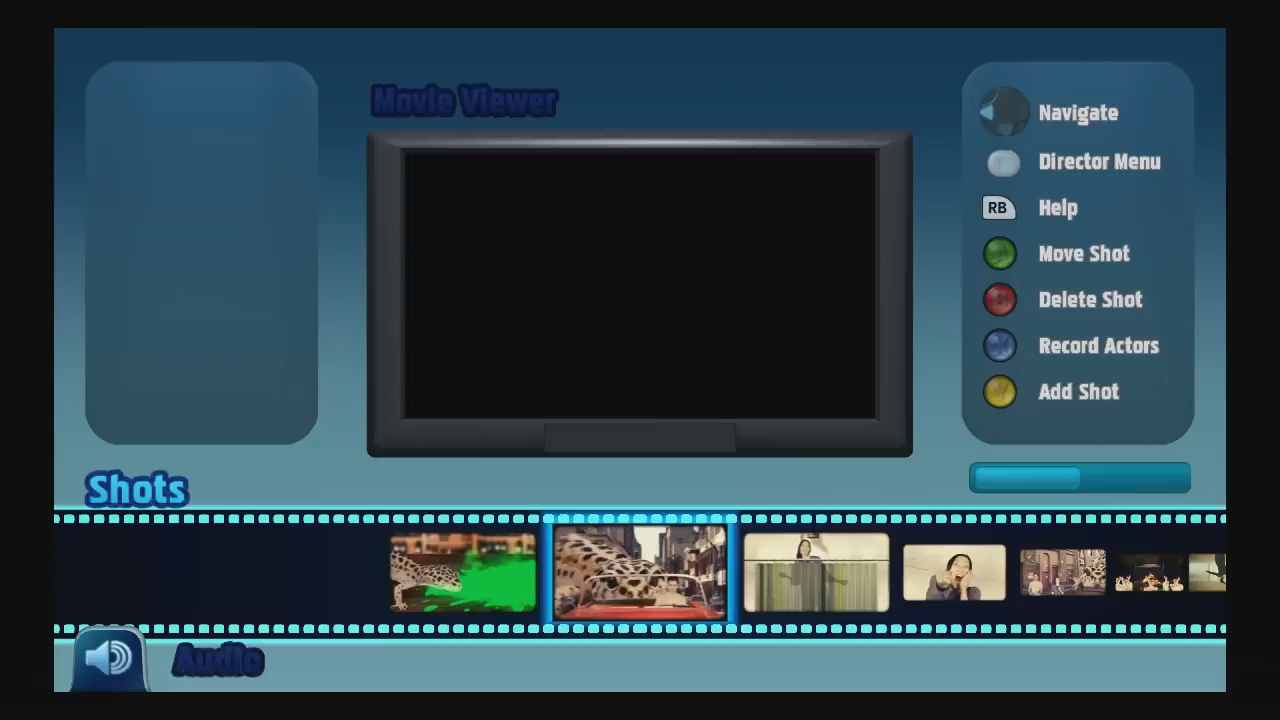 Movie Viewer
Navigate
Director Menu
RB Help
Move Shot
Delete Shot
Record Actors
Add Shot
Shots
Audio